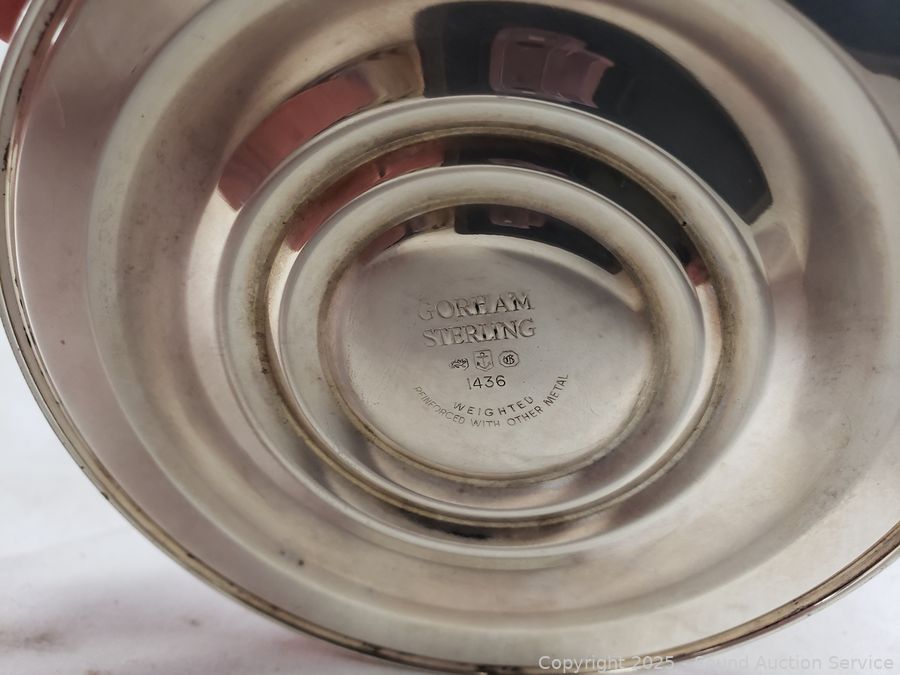 GORHAM
STERLING
1436
WEIGHTED
REINFORCED WITH OTHER METAL
Copyright 2025 - Sound Auction Service